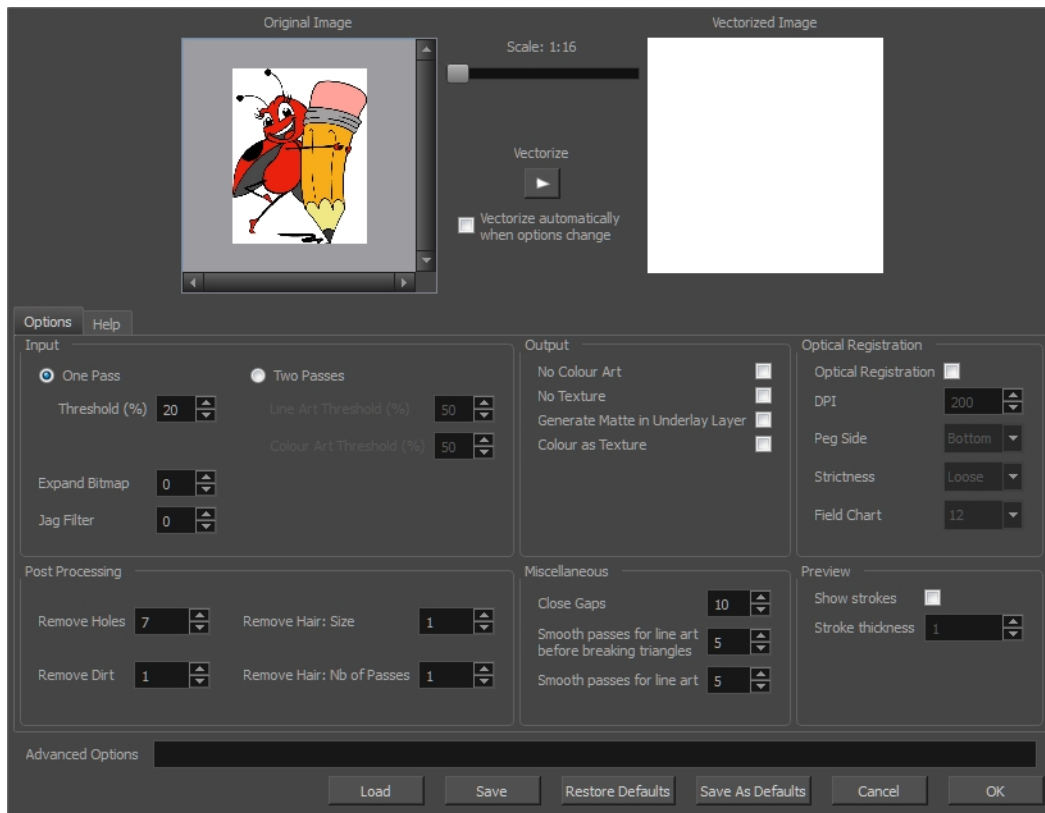 Original Image
Vectorized Image
Scale: 1:16
Vectorize
Vectorize automatically
when options change
Options
Help
Input
One Pass
Two Passes
Threshold (%) 20
Line Art Threshold (%) 50
Colour Art Threshold (%) 50
Expand Bitmap 0
Jag Filter 0
Output
No Colour Art
No Texture
Generate Matte in Underlay Layer
Colour as Texture
Optical Registration
Optical Registration
DPI 200
Peg Side Bottom
Strictness Loose
Field Chart 12
Post Processing
Remove Holes 7
Remove Hair: Size 1
Remove Dirt 1
Remove Hair: Nb of Passes 1
Miscellaneous
Close Gaps 10
Smooth passes for line art
before breaking triangles 5
Smooth passes for line art 5
Preview
Show strokes
Stroke thickness 1
Advanced Options
Load
Save
Restore Defaults
Save As Defaults
Cancel
OK